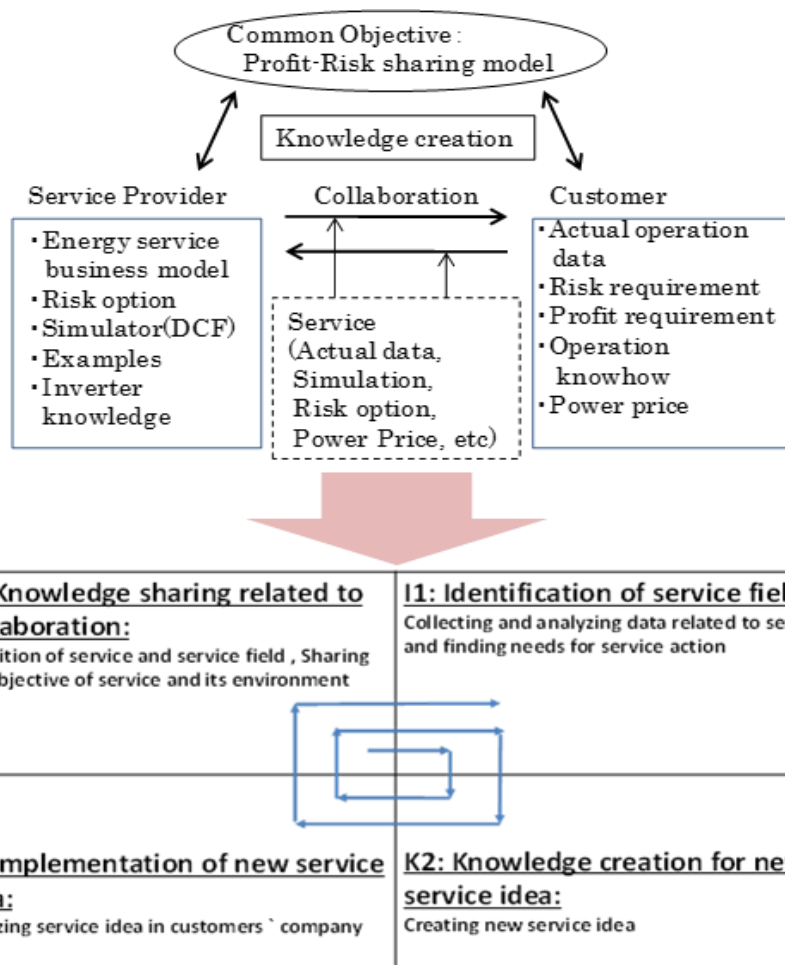 Common Objective:
Profit-Risk sharing model
Knowledge creation
Service Provider
Collaboration
Customer
・Energy service
business model
・Risk option
・Simulator(DCF)
・Examples
・Inverter
knowledge
Service
(Actual data,
Simulation,
Risk option,
Power Price, etc)
・Actual operation
data
・Risk requirement
・Profit requirement
・Operation
knowhow
・Power price
Knowledge sharing related to
aboration:
ition of service and service field , Sharing
bjective of service and its environment
I1: Identification of service fiel
Collecting and analyzing data related to se
and finding needs for service action
mplementation of new service
:
zing service idea in customers ` company
K2: Knowledge creation for ne
service idea:
Creating new service idea